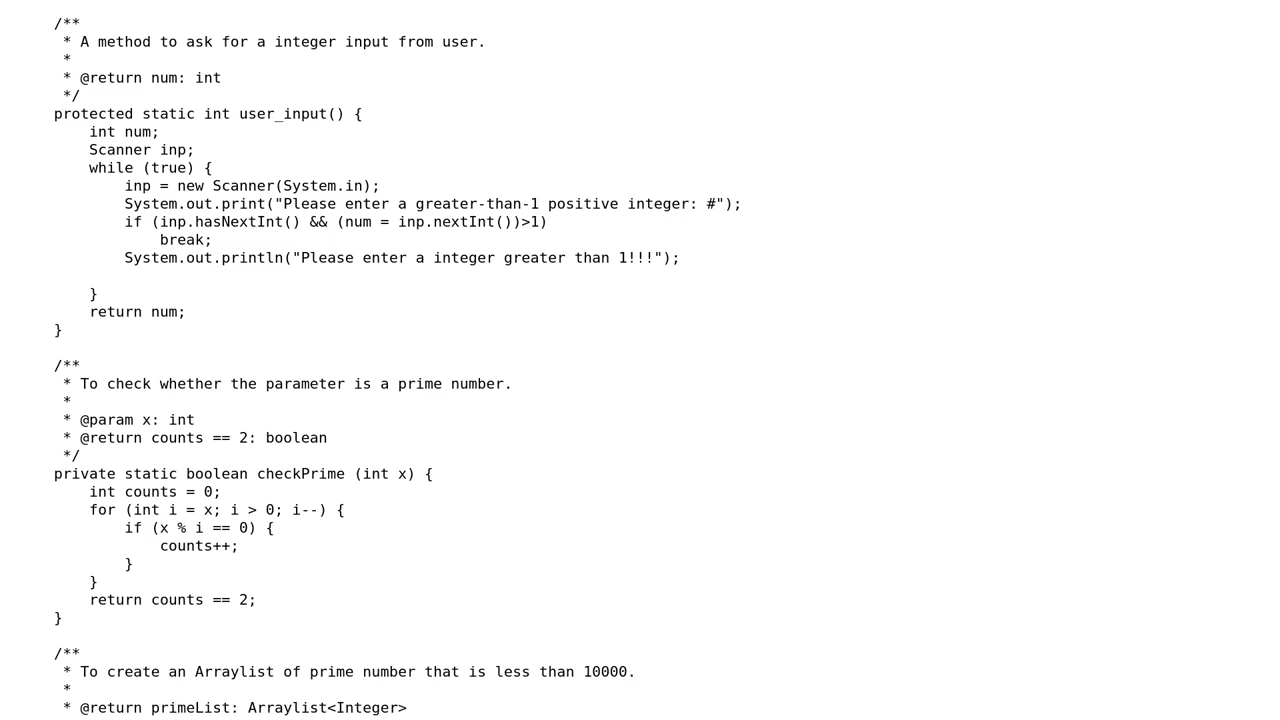 /**
 * A method to ask for a integer input from user.
 *
 * @return num: int
 */
protected static int user_input() {
    int num;
    Scanner inp;
    while (true) {
        inp = new Scanner(System.in);
        System.out.print("Please enter a greater-than-1 positive integer: #");
        if (inp.hasNextInt() && (num = inp.nextInt())>1)
            break;
        System.out.println("Please enter a integer greater than 1!!!");

    }
    return num;
}

/**
 * To check whether the parameter is a prime number.
 *
 * @param x: int
 * @return counts == 2: boolean
 */
private static boolean checkPrime (int x) {
    int counts = 0;
    for (int i = x; i > 0; i--) {
        if (x % i == 0) {
            counts++;
        }
    }
    return counts == 2;
}

/**
 * To create an Arraylist of prime number that is less than 10000.
 *
 * @return primeList: Arraylist<Integer>